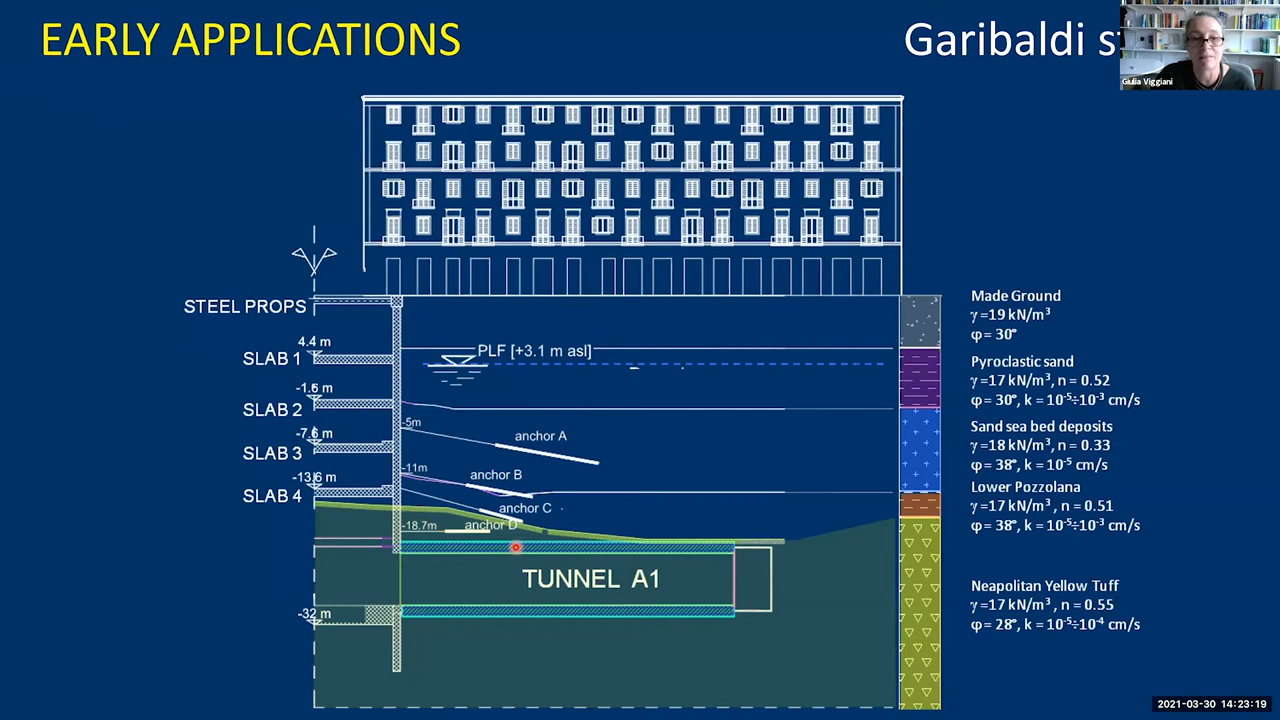 EARLY APPLICATIONS
Garibaldi
Giulia Viggiani
STEEL PROPS
4.4 m
SLAB 1
-1.6 m
SLAB 2
-7.6 m
SLAB 3
-13.6 m
SLAB 4
-32 m
PLF [+3.1 m asl]
-5m
anchor A
-11m
anchor B
anchor C
-18.7m
anchor D
TUNNEL A1
Made Ground
γ =19 kN/m³
φ = 30°
Pyroclastic sand
γ =17 kN/m³, n = 0.52
φ = 30°, k = 10⁻⁵÷10⁻³ cm/s
Sand sea bed deposits
γ =18 kN/m³, n = 0.33
φ = 38°, k = 10⁻⁵ cm/s
Lower Pozzolana
γ =17 kN/m³, n = 0.51
φ = 38°, k = 10⁻⁵÷10⁻³ cm/s
Neapolitan Yellow Tuff
γ =17 kN/m³ , n = 0.55
φ = 28°, k = 10⁻⁵÷10⁻⁴ cm/s
2021-03-30 14:23:19